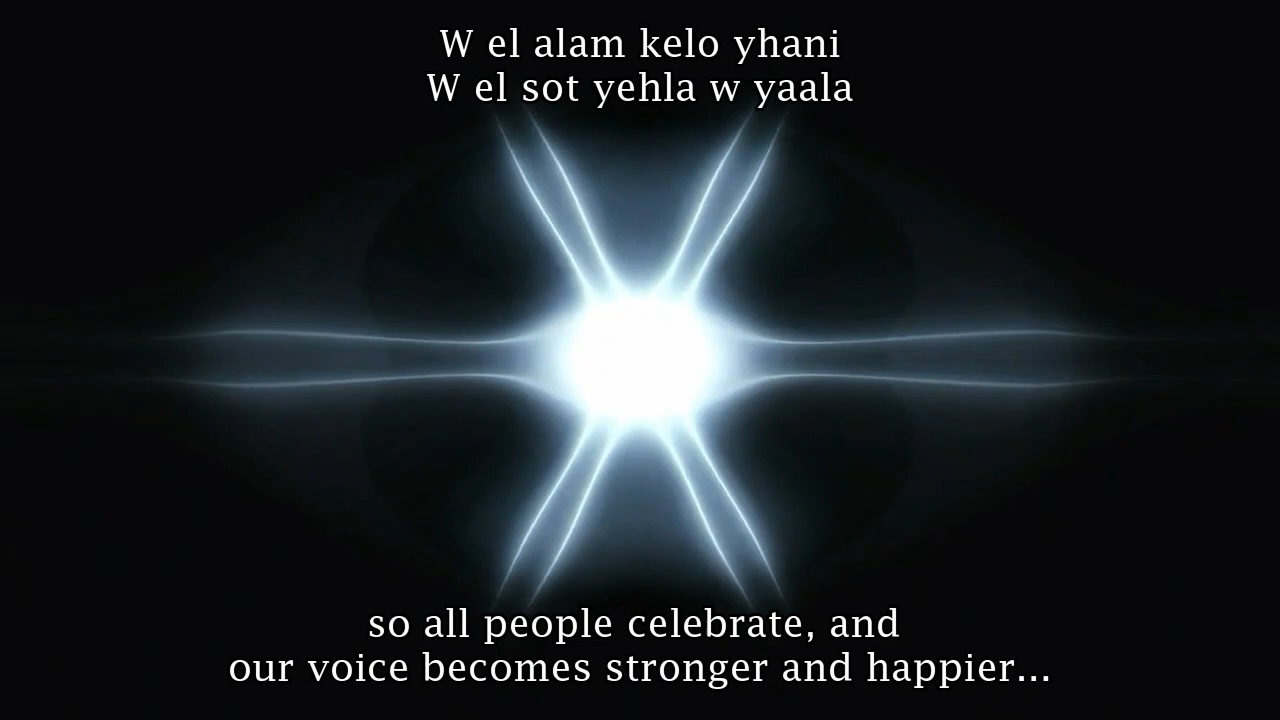 W el alam kelo yhani
W el sot yehla w yaala
so all people celebrate, and
our voice becomes stronger and happier...